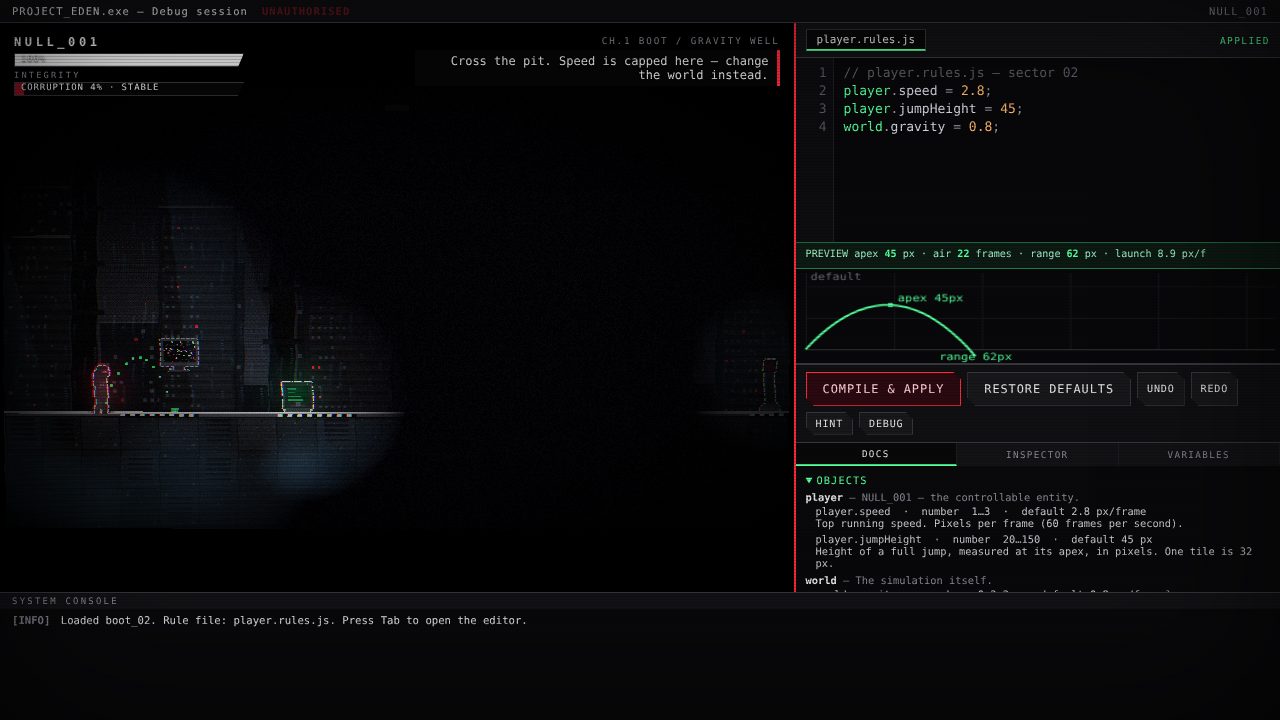 PROJECT_EDEN.exe — Debug session UNAUTHORISED NULL_001
NULL_001
100%
INTEGRITY
CORRUPTION 4% · STABLE
CH.1 BOOT / GRAVITY WELL
Cross the pit. Speed is capped here — change
the world instead.
player.rules.js APPLIED
1 // player.rules.js — sector 02
2 player.speed = 2.8;
3 player.jumpHeight = 45;
4 world.gravity = 0.8;
PREVIEW apex 45 px · air 22 frames · range 62 px · launch 8.9 px/f
default
apex 45px
range 62px
COMPILE & APPLY RESTORE DEFAULTS UNDO REDO
HINT DEBUG
DOCS INSPECTOR VARIABLES
▼ OBJECTS
player — NULL_001 — the controllable entity.
player.speed · number 1…3 · default 2.8 px/frame
Top running speed. Pixels per frame (60 frames per second).
player.jumpHeight · number 20…150 · default 45 px
Height of a full jump, measured at its apex, in pixels. One tile is 32
px.
world — The simulation itself.
SYSTEM CONSOLE
[INFO] Loaded boot_02. Rule file: player.rules.js. Press Tab to open the editor.